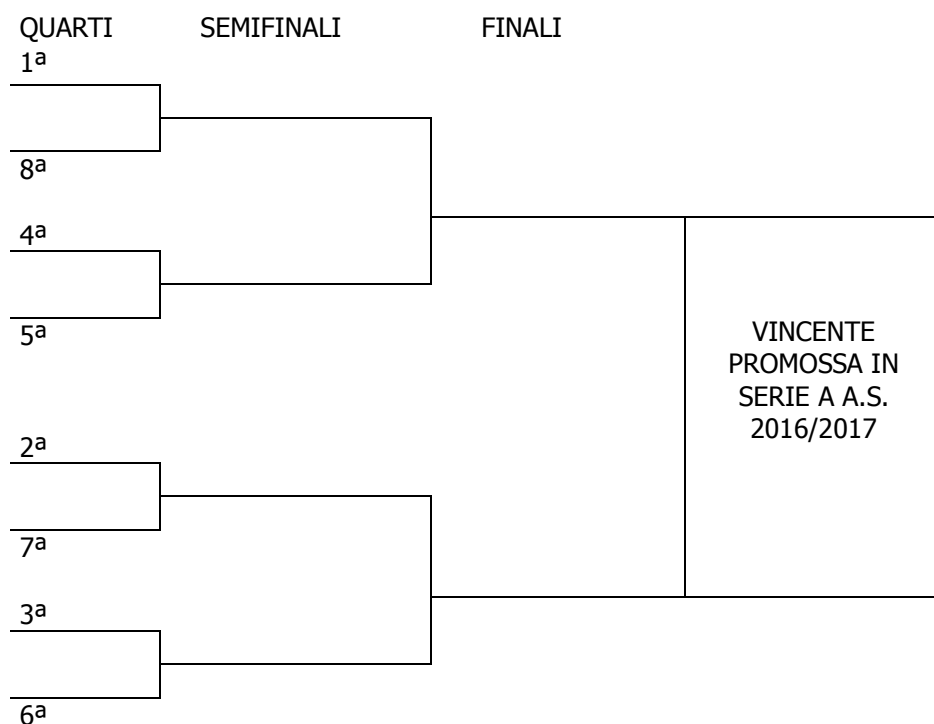 QUARTI SEMIFINALI FINALI
1ª
8ª
4ª
5ª
VINCENTE
PROMOSSA IN
SERIE A A.S.
2016/2017
2ª
7ª
3ª
6ª